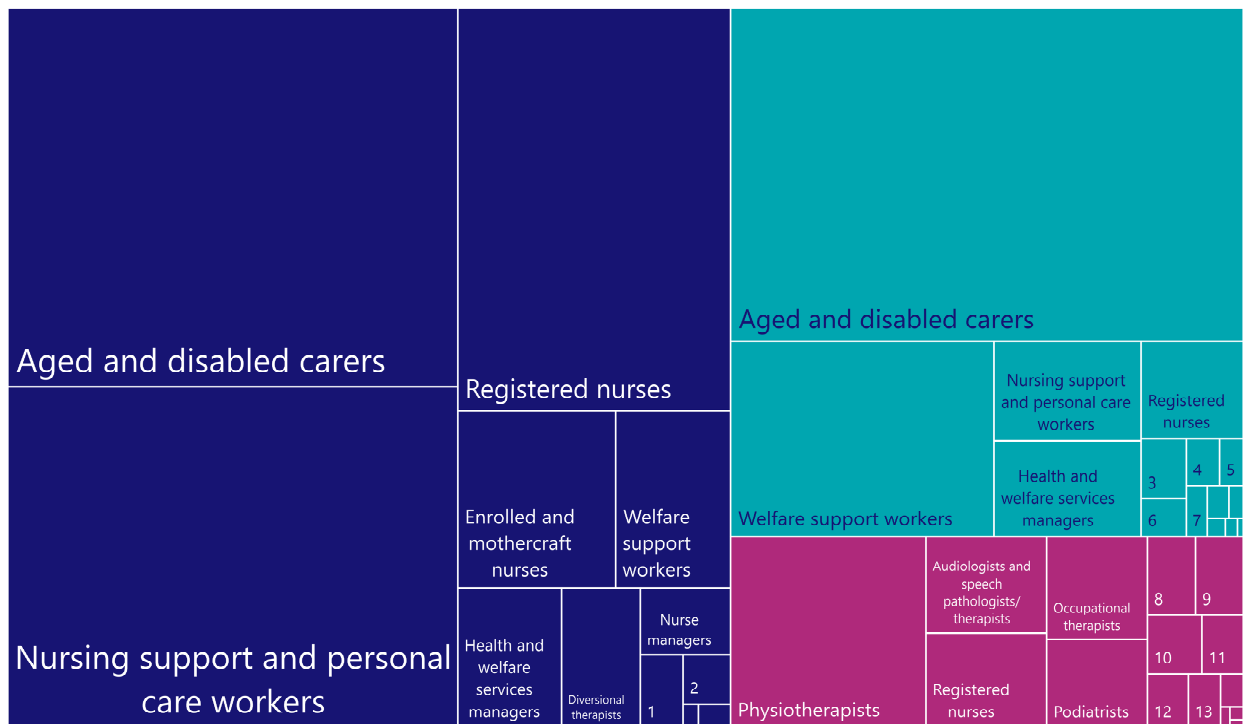 Aged and disabled carers
Nursing support and personal
care workers
Registered nurses
Enrolled and
mothercraft
nurses
Welfare
support
workers
Health and
welfare
services
managers
Diversional
therapists
Nurse
managers
1
2
Aged and disabled carers
Welfare support workers
Nursing support
and personal care
workers
Health and
welfare services
managers
Registered
nurses
3
4
5
6
7
Physiotherapists
Audiologists and
speech
pathologists/
therapists
Registered
nurses
Occupational
therapists
Podiatrists
8
9
10
11
12
13